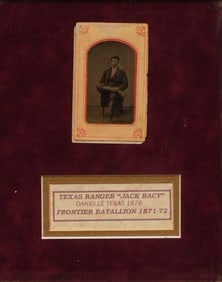 TEXAS RANGER "JACK RACY"
OAKVILLE TEXAS 1876
FRONTIER BATALLION 1871-72